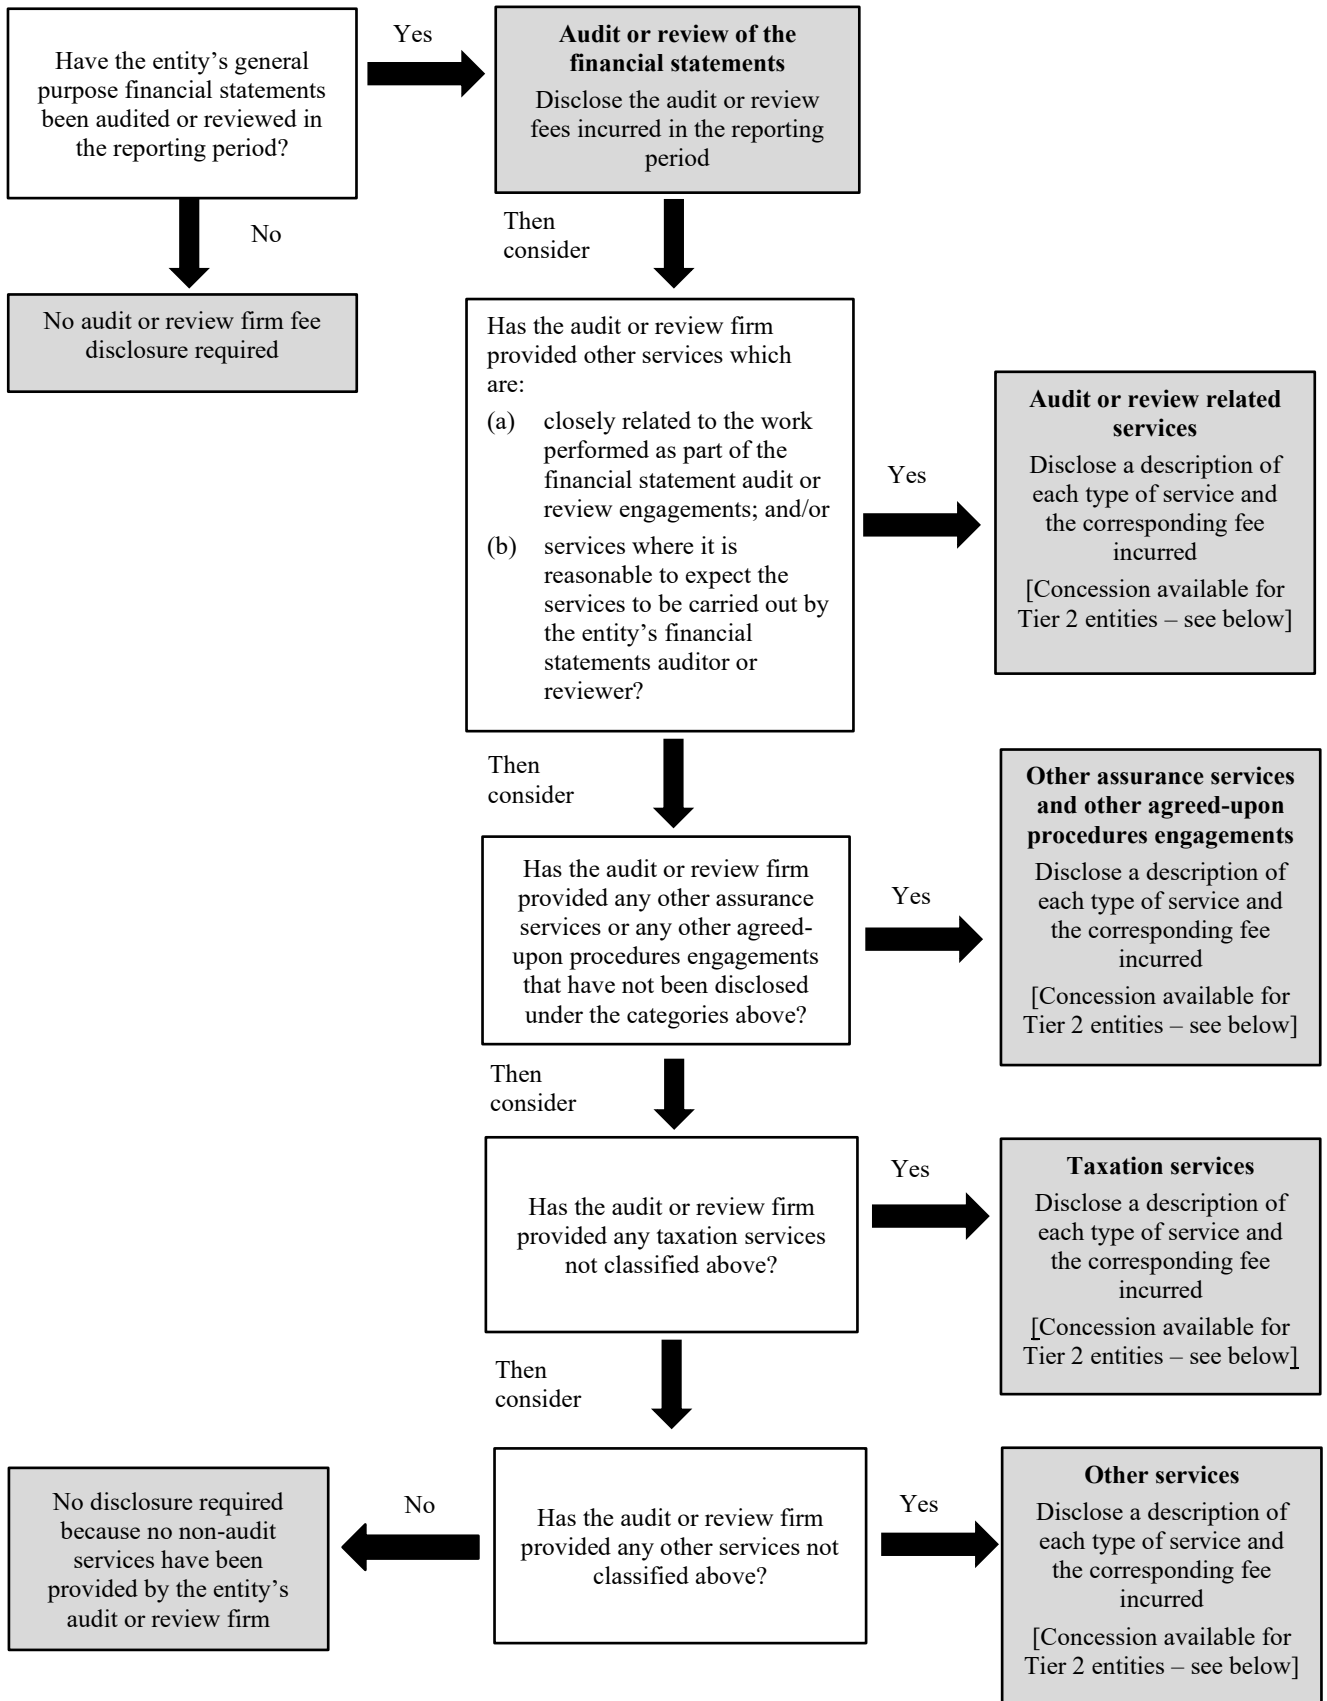 Have the entity’s general
purpose financial statements
been audited or reviewed in
the reporting period?
Yes
Audit or review of the
financial statements
Disclose the audit or review
fees incurred in the reporting
period
No
Then
consider
No audit or review firm fee
disclosure required
Has the audit or review firm
provided other services which
are:
(a) closely related to the work
performed as part of the
financial statement audit or
review engagements; and/or
(b) services where it is
reasonable to expect the
services to be carried out by
the entity’s financial
statements auditor or
reviewer?
Yes
Audit or review related
services
Disclose a description of
each type of service and
the corresponding fee
incurred
[Concession available for
Tier 2 entities – see below]
Then
consider
Has the audit or review firm
provided any other assurance
services or any other agreed-
upon procedures engagements
that have not been disclosed
under the categories above?
Yes
Other assurance services
and other agreed-upon
procedures engagements
Disclose a description of
each type of service and
the corresponding fee
incurred
[Concession available for
Tier 2 entities – see below]
Then
consider
Has the audit or review firm
provided any taxation services
not classified above?
Yes
Taxation services
Disclose a description of
each type of service and
the corresponding fee
incurred
[Concession available for
Tier 2 entities – see below]
Then
consider
Has the audit or review firm
provided any other services not
classified above?
No
No disclosure required
because no non-audit
services have been
provided by the entity’s
audit or review firm
Yes
Other services
Disclose a description of
each type of service and
the corresponding fee
incurred
[Concession available for
Tier 2 entities – see below]